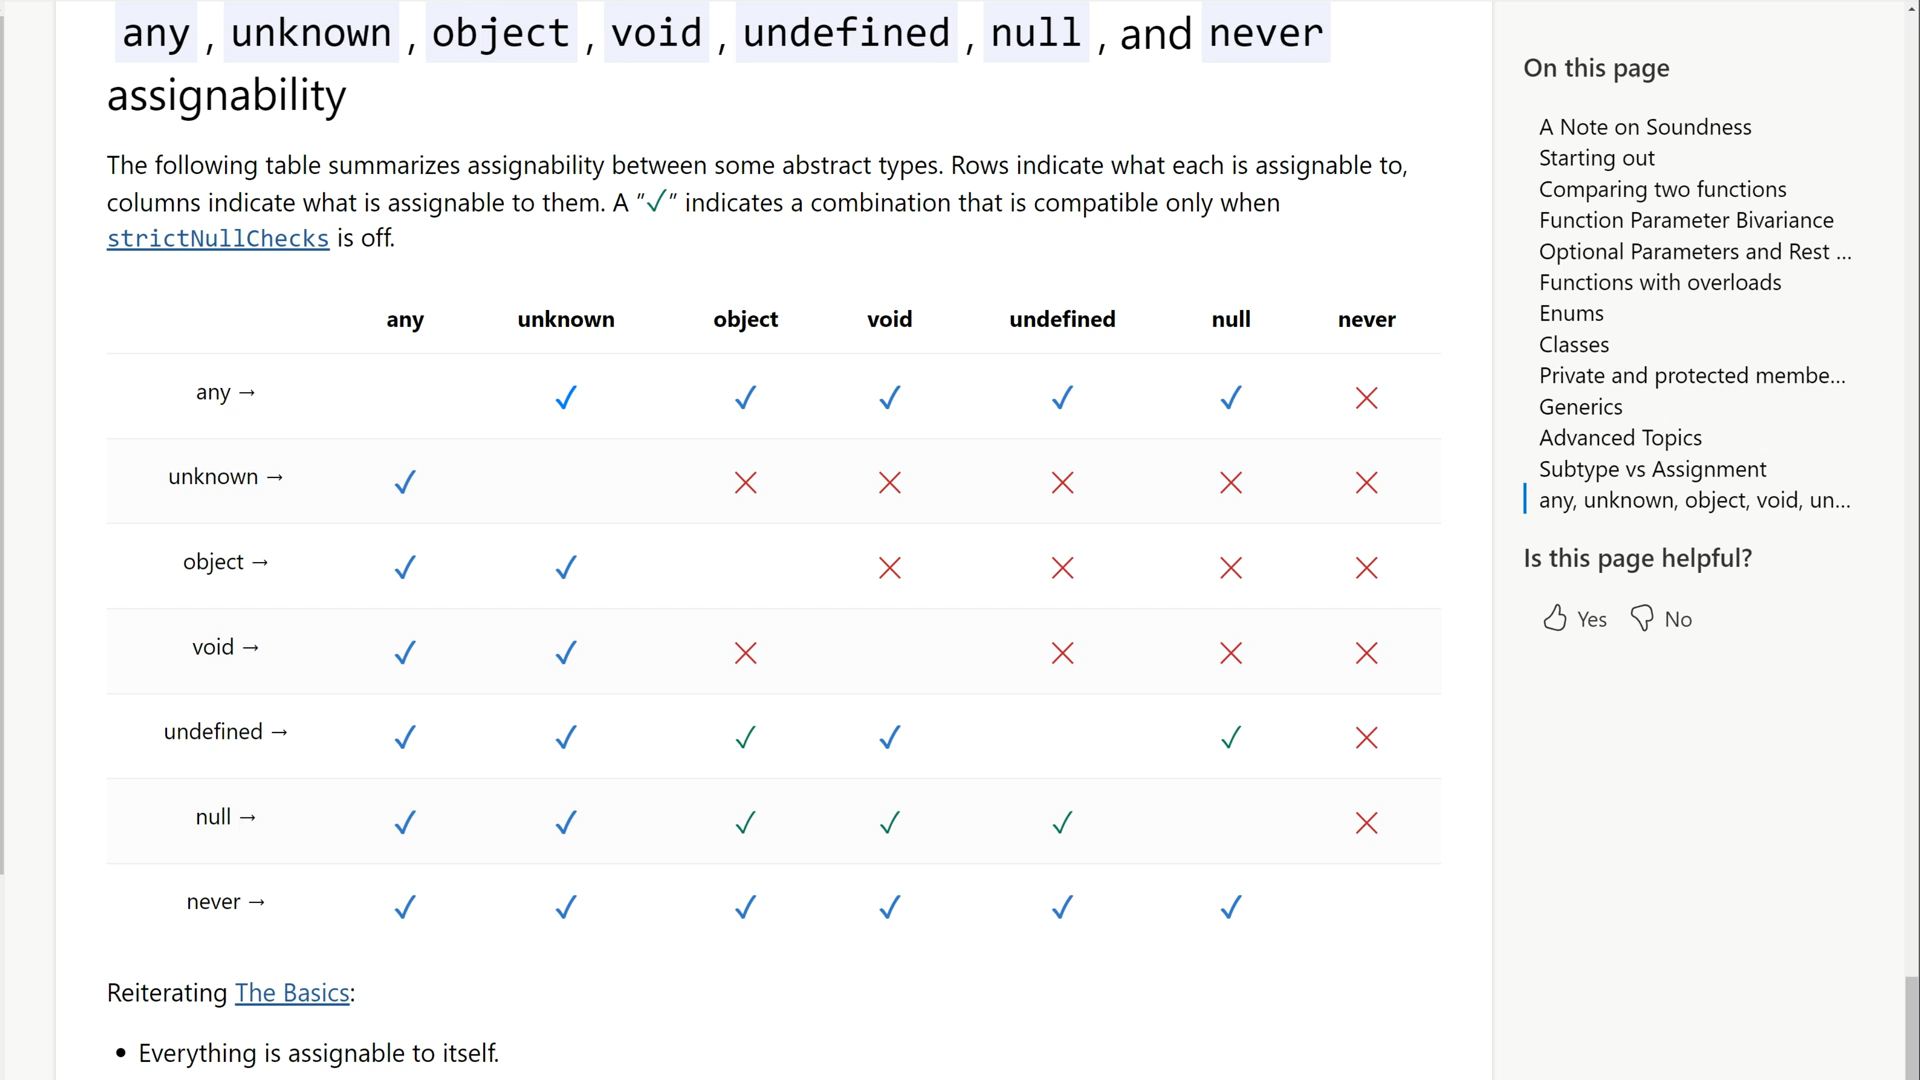 any , unknown , object , void , undefined , null , and never
assignability
The following table summarizes assignability between some abstract types. Rows indicate what each is assignable to,
columns indicate what is assignable to them. A "✓" indicates a combination that is compatible only when
strictNullChecks is off.
any unknown object void undefined null never
any → ✓ ✓ ✓ ✓ ✓ ✕
unknown → ✓ ✕ ✕ ✕ ✕ ✕
object → ✓ ✓ ✕ ✕ ✕ ✕
void → ✓ ✓ ✕ ✕ ✕ ✕
undefined → ✓ ✓ ✓ ✓ ✓ ✕
null → ✓ ✓ ✓ ✓ ✓ ✕
never → ✓ ✓ ✓ ✓ ✓ ✓
Reiterating The Basics:
• Everything is assignable to itself.
On this page
A Note on Soundness
Starting out
Comparing two functions
Function Parameter Bivariance
Optional Parameters and Rest ...
Functions with overloads
Enums
Classes
Private and protected membe...
Generics
Advanced Topics
Subtype vs Assignment
any, unknown, object, void, un...
Is this page helpful?
Yes No